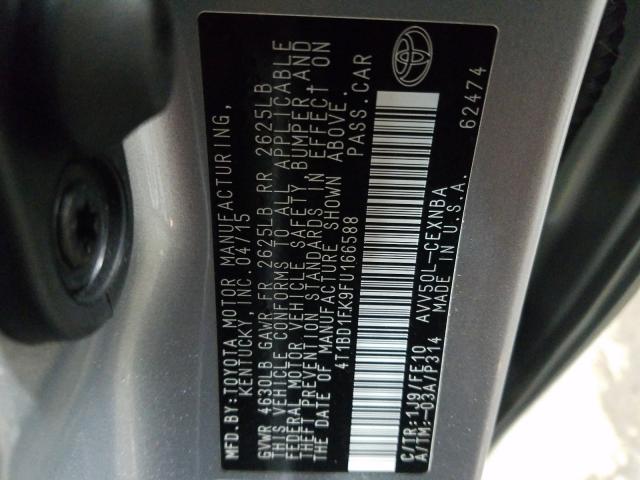 MFD.BY:TOYOTA MOTOR MANUFACTURING,
KENTUCKY, INC. 04/15
GVWR 4630LB GAWR FR 2625LB RR 2625LB
THIS VEHICLE CONFORMS TO ALL APPLICABLE
FEDERAL MOTOR VEHICLE SAFETY, BUMPER AND
THEFT PREVENTION STANDARDS IN EFFECT ON
THE DATE OF MANUFACTURE SHOWN ABOVE.
4T1BD1FK9FU166588 PASS.CAR
C/TR:1J9/FE10 AVV50L-CEXNBA
A/TM:-03A/P314 MADE IN U.S.A.
62474